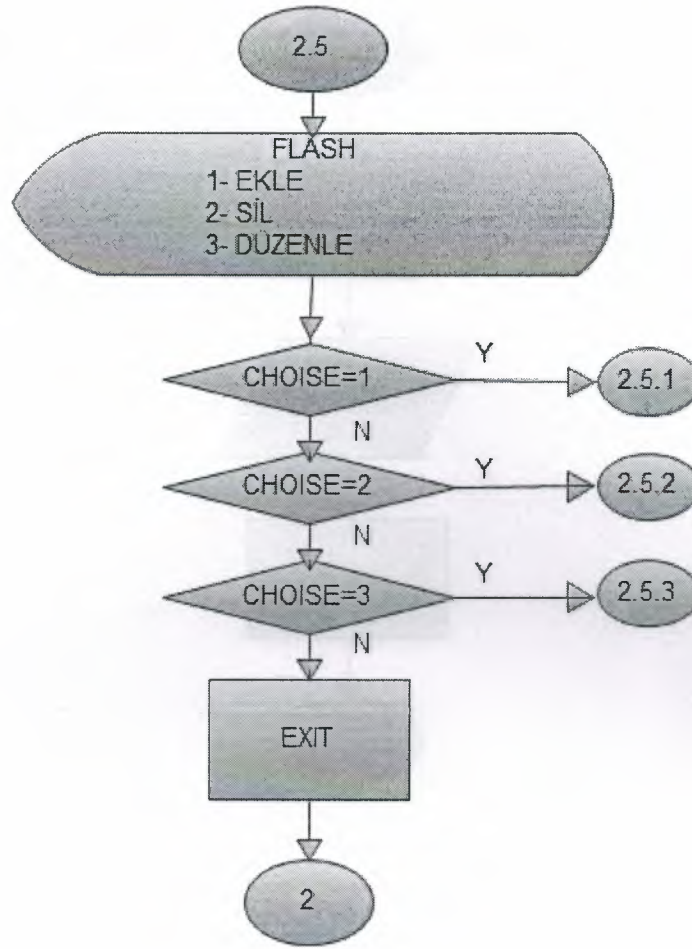 2.5
FLASH
1- EKLE
2- SİL
3- DÜZENLE
CHOISE=1
Y
2.5.1
N
CHOISE=2
Y
2.5.2
N
CHOISE=3
Y
2.5.3
N
EXIT
2